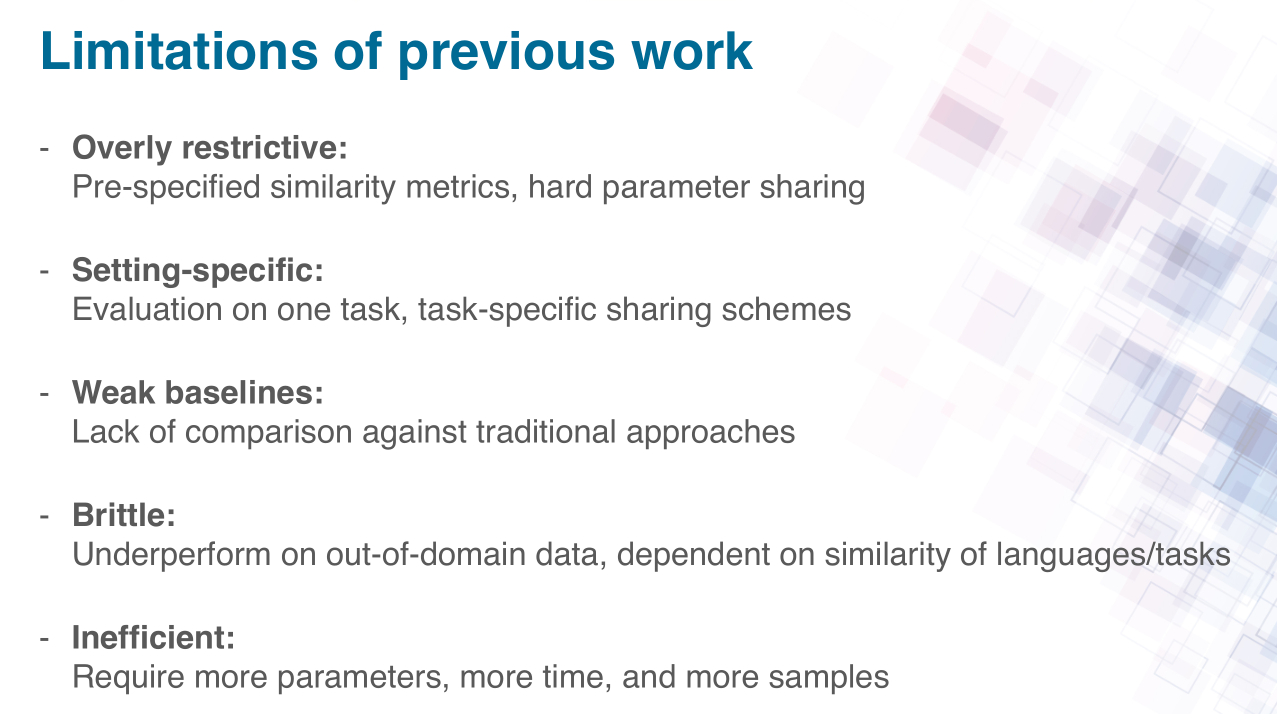 Limitations of previous work
- Overly restrictive:
Pre-specified similarity metrics, hard parameter sharing
- Setting-specific:
Evaluation on one task, task-specific sharing schemes
- Weak baselines:
Lack of comparison against traditional approaches
- Brittle:
Underperform on out-of-domain data, dependent on similarity of languages/tasks
- Inefficient:
Require more parameters, more time, and more samples